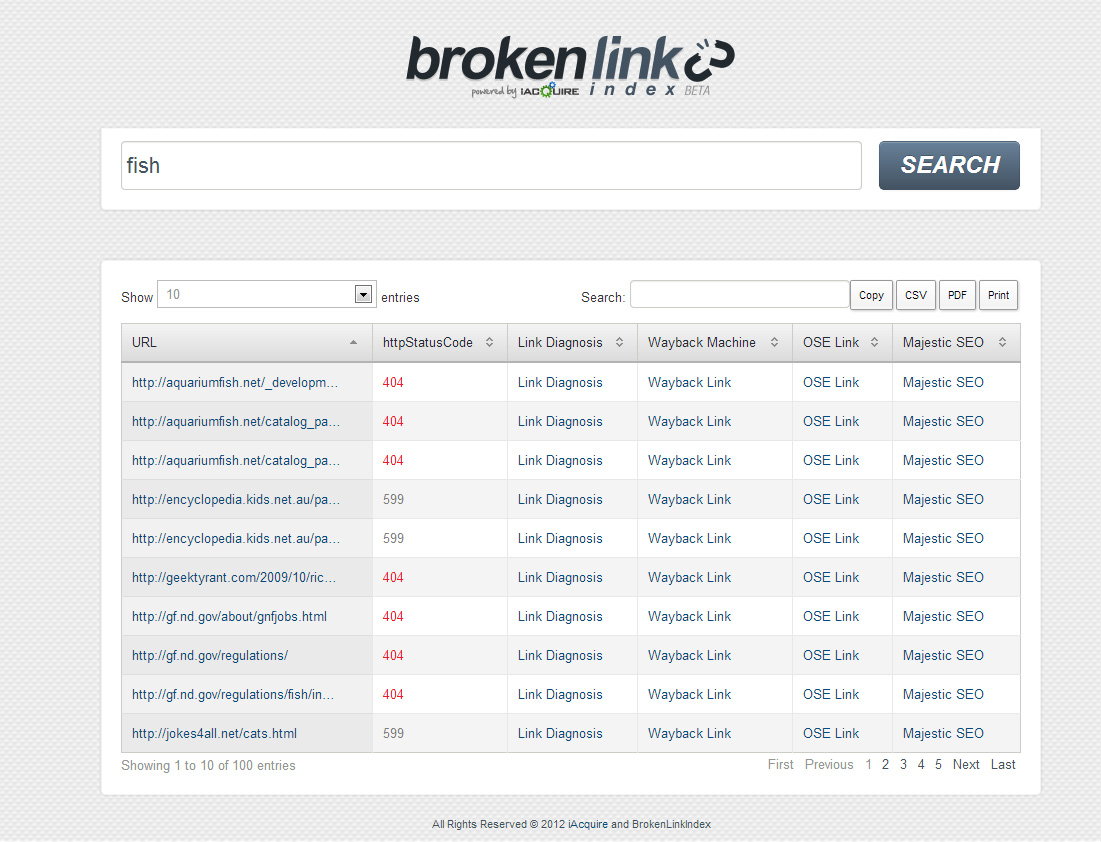 brokenlink
powered by iACQUIRE index BETA
fish SEARCH
Show 10 entries Search: Copy CSV PDF Print
URL httpStatusCode Link Diagnosis Wayback Machine OSE Link Majestic SEO
http://aquariumfish.net/_developm... 404 Link Diagnosis Wayback Link OSE Link Majestic SEO
http://aquariumfish.net/catalog_pa... 404 Link Diagnosis Wayback Link OSE Link Majestic SEO
http://aquariumfish.net/catalog_pa... 404 Link Diagnosis Wayback Link OSE Link Majestic SEO
http://encyclopedia.kids.net.au/pa... 599 Link Diagnosis Wayback Link OSE Link Majestic SEO
http://encyclopedia.kids.net.au/pa... 599 Link Diagnosis Wayback Link OSE Link Majestic SEO
http://geektyrant.com/2009/10/ric... 404 Link Diagnosis Wayback Link OSE Link Majestic SEO
http://gf.nd.gov/about/gnfjobs.html 404 Link Diagnosis Wayback Link OSE Link Majestic SEO
http://gf.nd.gov/regulations/ 404 Link Diagnosis Wayback Link OSE Link Majestic SEO
http://gf.nd.gov/regulations/fish/in... 404 Link Diagnosis Wayback Link OSE Link Majestic SEO
http://jokes4all.net/cats.html 599 Link Diagnosis Wayback Link OSE Link Majestic SEO
Showing 1 to 10 of 100 entries First Previous 1 2 3 4 5 Next Last
All Rights Reserved © 2012 iAcquire and BrokenLinkIndex